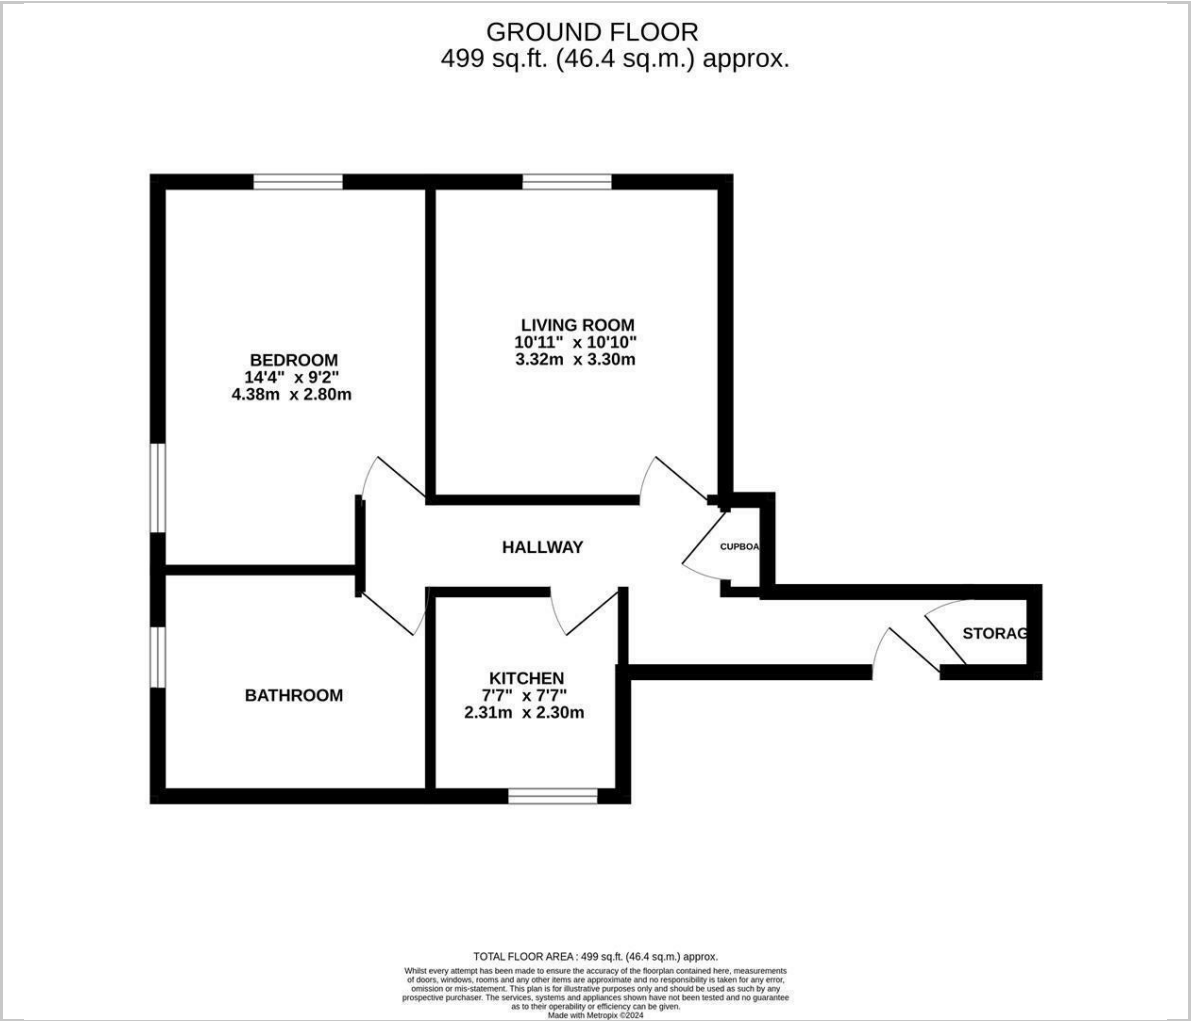 GROUND FLOOR
499 sq.ft. (46.4 sq.m.) approx.
LIVING ROOM
10'11"  x 10'10"
3.32m  x 3.30m
BEDROOM
14'4"  x 9'2"
4.38m  x 2.80m
HALLWAY
CUPBOA
STORAG
KITCHEN
7'7"  x 7'7"
2.31m  x 2.30m
BATHROOM
TOTAL FLOOR AREA : 499 sq.ft. (46.4 sq.m.) approx.
Whilst every attempt has been made to ensure the accuracy of the floorplan contained here, measurements
of doors, windows, rooms and any other items are approximate and no responsibility is taken for any error,
omission or mis-statement. This plan is for illustrative purposes only and should be used as such by any
prospective purchaser. The services, systems and appliances shown have not been tested and no guarantee
as to their operability or efficiency can be given.
Made with Metropix ©2024